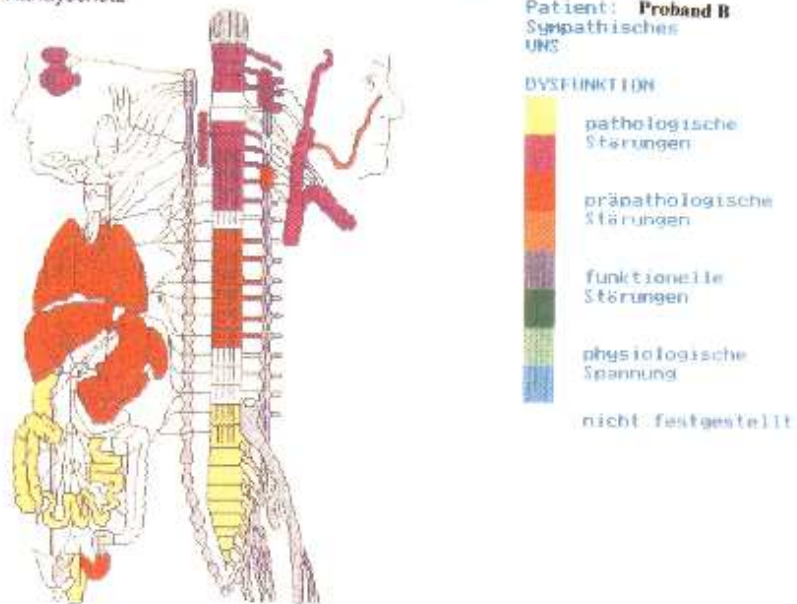 Patient: Proband B
Sympathisches
UNS
DYSFUNKTION
pathologische
Störungen
präpathologische
Störungen
funktionelle
Störungen
physiologische
Spannung
nicht festgestellt